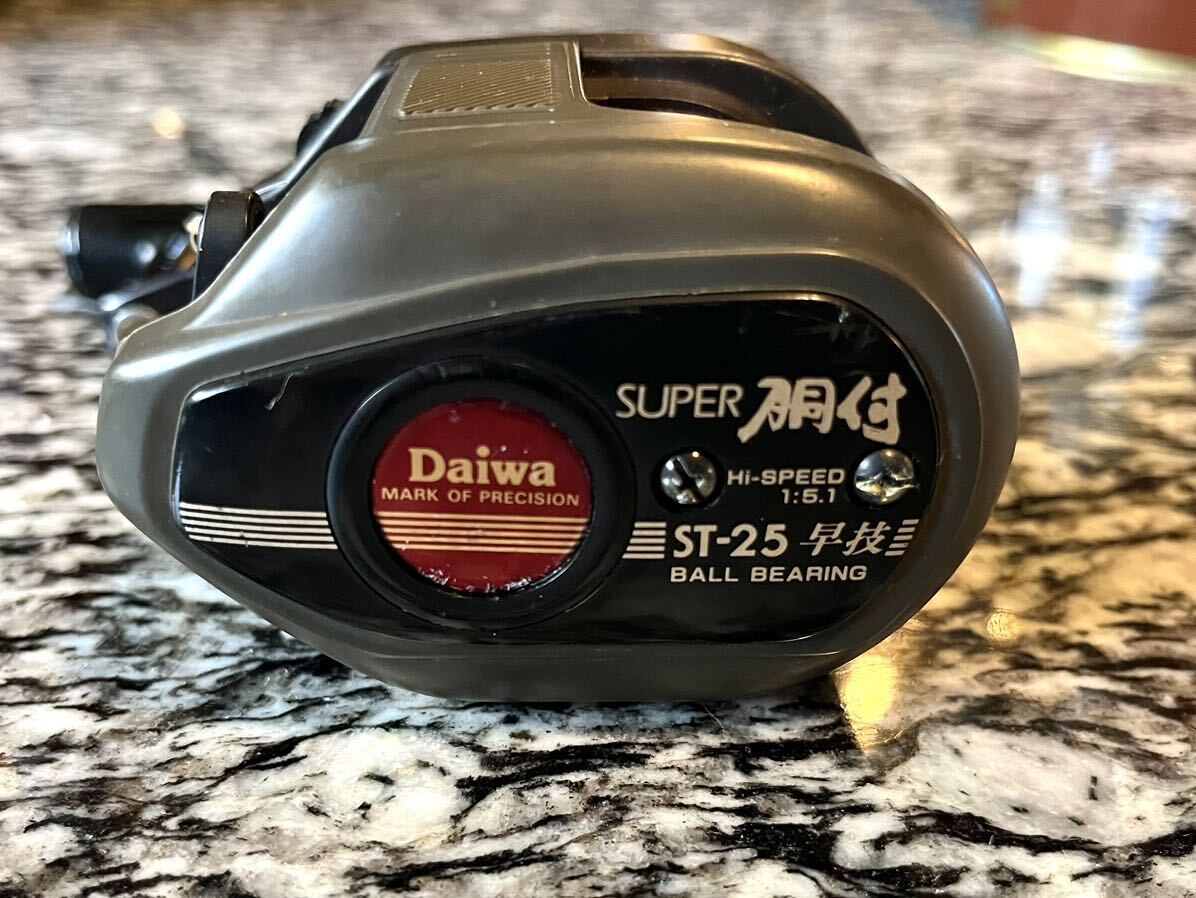 Daiwa
MARK OF PRECISION
SUPER 胴付
Hi-SPEED
1:5.1
ST-25 早技
BALL BEARING